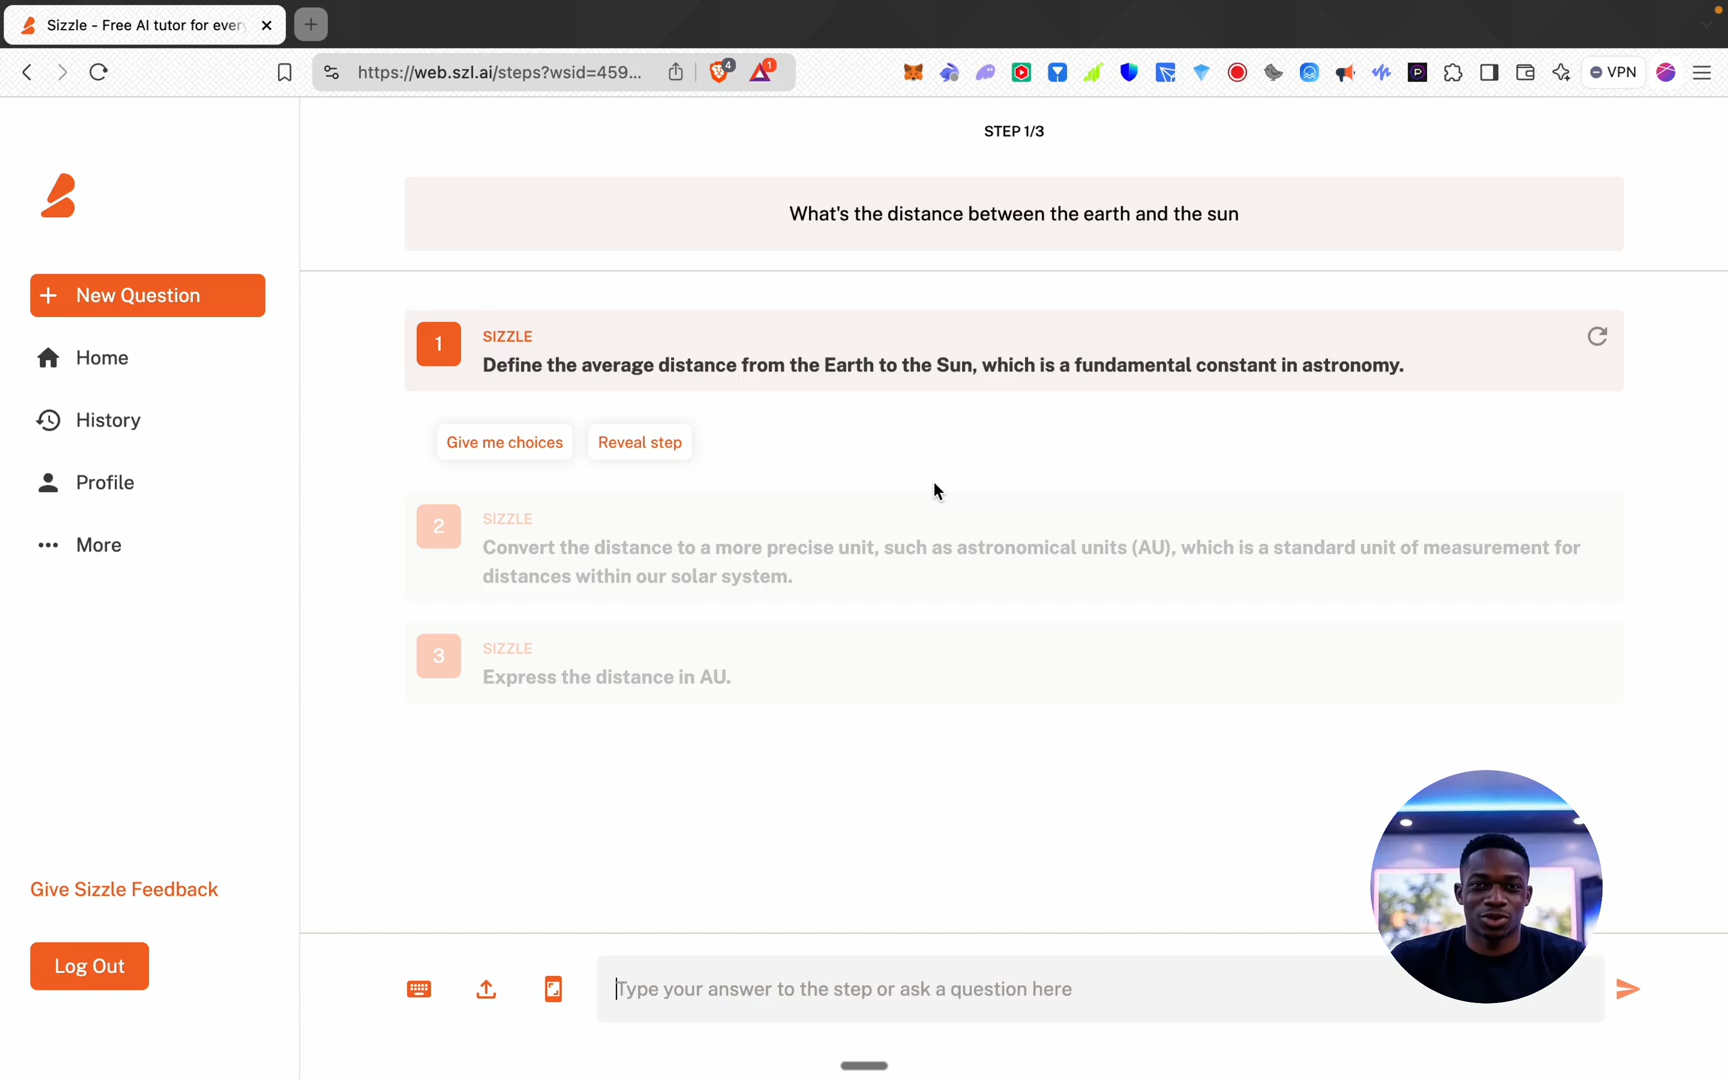 Sizzle - Free AI tutor for ever
https://web.szl.ai/steps?wsid=459...
4
1
VPN
STEP 1/3
What's the distance between the earth and the sun
New Question
Home
History
Profile
More
Give Sizzle Feedback
Log Out
1
SIZZLE
Define the average distance from the Earth to the Sun, which is a fundamental constant in astronomy.
Give me choices
Reveal step
2
SIZZLE
Convert the distance to a more precise unit, such as astronomical units (AU), which is a standard unit of measurement for
distances within our solar system.
3
SIZZLE
Express the distance in AU.
Type your answer to the step or ask a question here